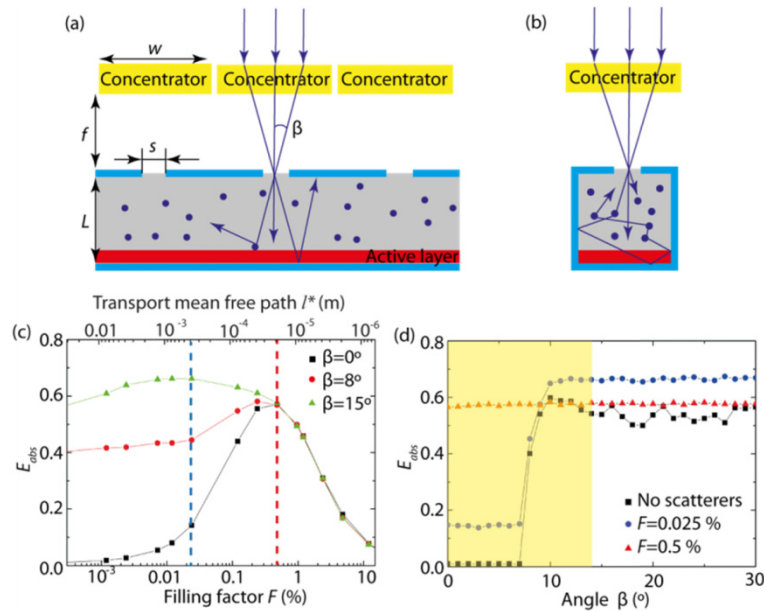 (a)
(b)
w
Concentrator
Concentrator
Concentrator
Concentrator
f
β
s
L
Active layer
Transport mean free path l* (m)
(c)
(d)
0.01
10⁻³
10⁻⁴
10⁻⁵
10⁻⁶
0.8
0.6
0.4
0.2
0.0
E_abs
β=0º
β=8º
β=15º
10⁻³
0.01
0.1
1
10
Filling factor F (%)
0.8
0.6
0.4
0.2
0.0
E_abs
No scatterers
F=0.025 %
F=0.5 %
0
10
20
30
Angle β (º)